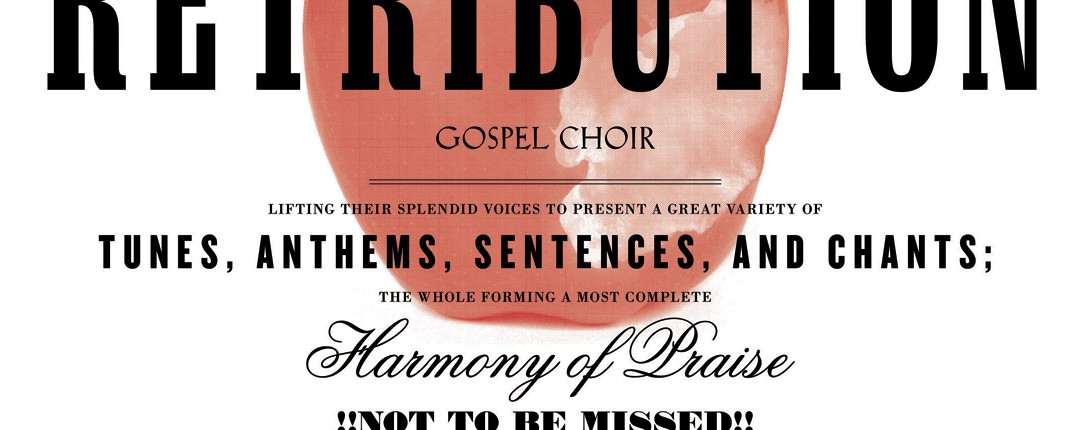 RETRIBUTION
GOSPEL CHOIR
LIFTING THEIR SPLENDID VOICES TO PRESENT A GREAT VARIETY OF
TUNES, ANTHEMS, SENTENCES, AND CHANTS;
THE WHOLE FORMING A MOST COMPLETE
Harmony of Praise
!!NOT TO BE MISSED!!